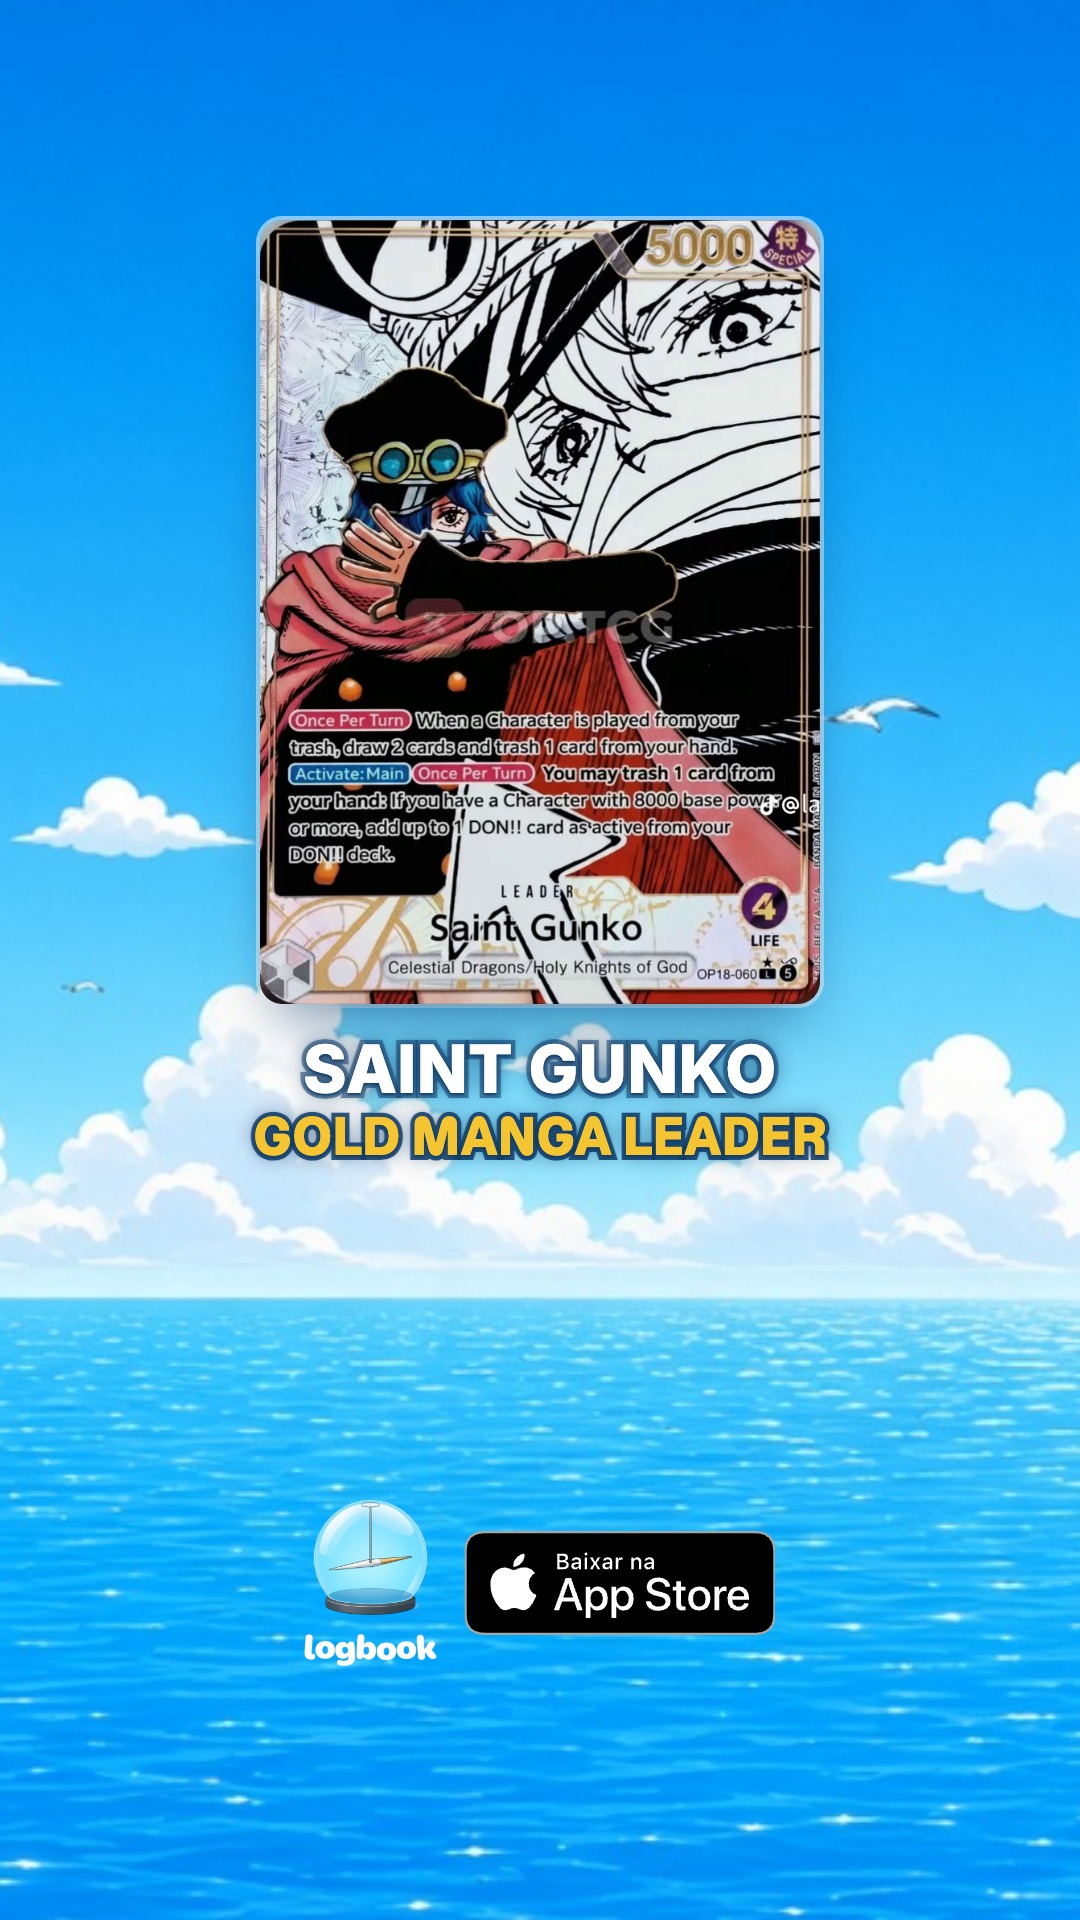 5000
特
SPECIAL
OPTCG
Once Per Turn When a Character is played from your
trash, draw 2 cards and trash 1 card from your hand.
Activate: Main Once Per Turn You may trash 1 card from
your hand: If you have a Character with 8000 base power
or more, add up to 1 DON!! card as active from your
DON!! deck.
@la
LEADER
Saint Gunko
4
LIFE
Celestial Dragons/Holy Knights of God
OP18-060 L 5
SAINT GUNKO
GOLD MANGA LEADER
logbook
Baixar na
App Store